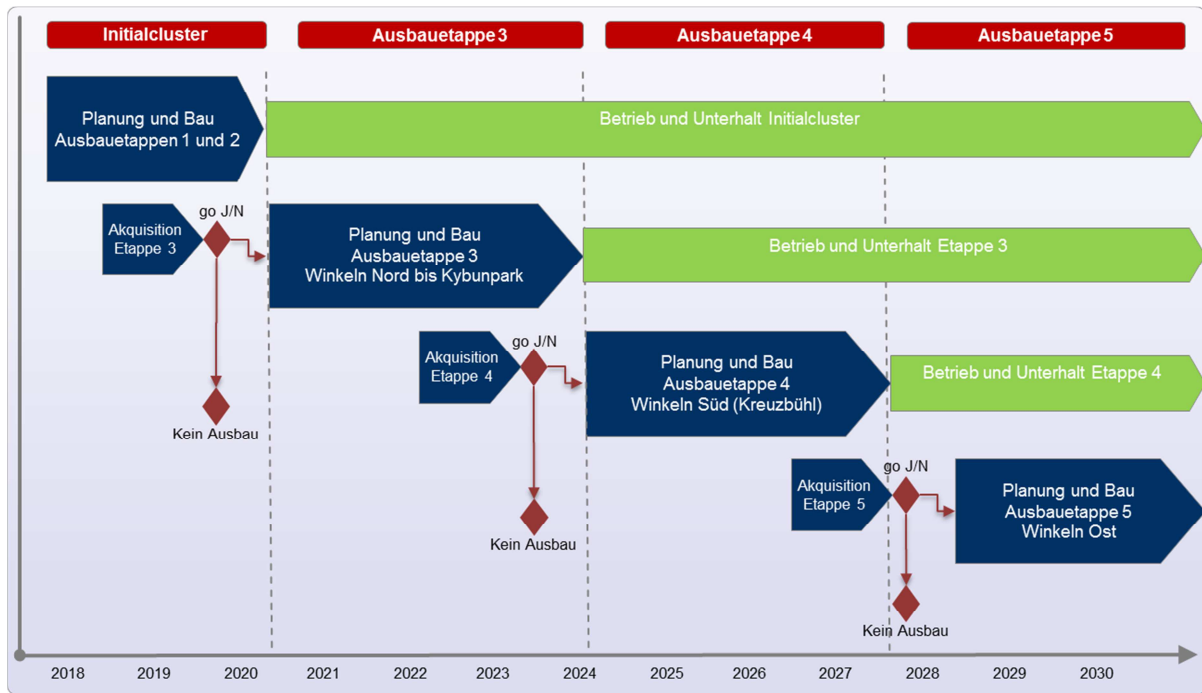 Initialcluster
Ausbauetappe 3
Ausbauetappe 4
Ausbauetappe 5
Planung und Bau
Ausbauetappen 1 und 2
Betrieb und Unterhalt Initialcluster
Akquisition
Etappe 3
go J/N
Planung und Bau
Ausbauetappe 3
Winkeln Nord bis Kybunpark
Betrieb und Unterhalt Etappe 3
Kein Ausbau
Akquisition
Etappe 4
go J/N
Planung und Bau
Ausbauetappe 4
Winkeln Süd (Kreuzbühl)
Betrieb und Unterhalt Etappe 4
Kein Ausbau
Akquisition
Etappe 5
go J/N
Planung und Bau
Ausbauetappe 5
Winkeln Ost
Kein Ausbau
2018 2019 2020 2021 2022 2023 2024 2025 2026 2027 2028 2029 2030